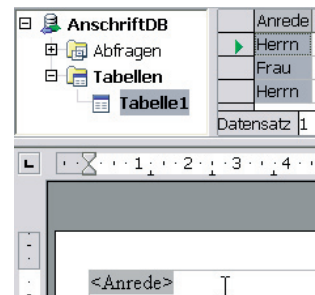 AnschriftDB
Abfragen
Tabellen
Tabelle1
Anrede
Herrn
Frau
Herrn
Datensatz 1
L 1 2 3 4
<Anrede>